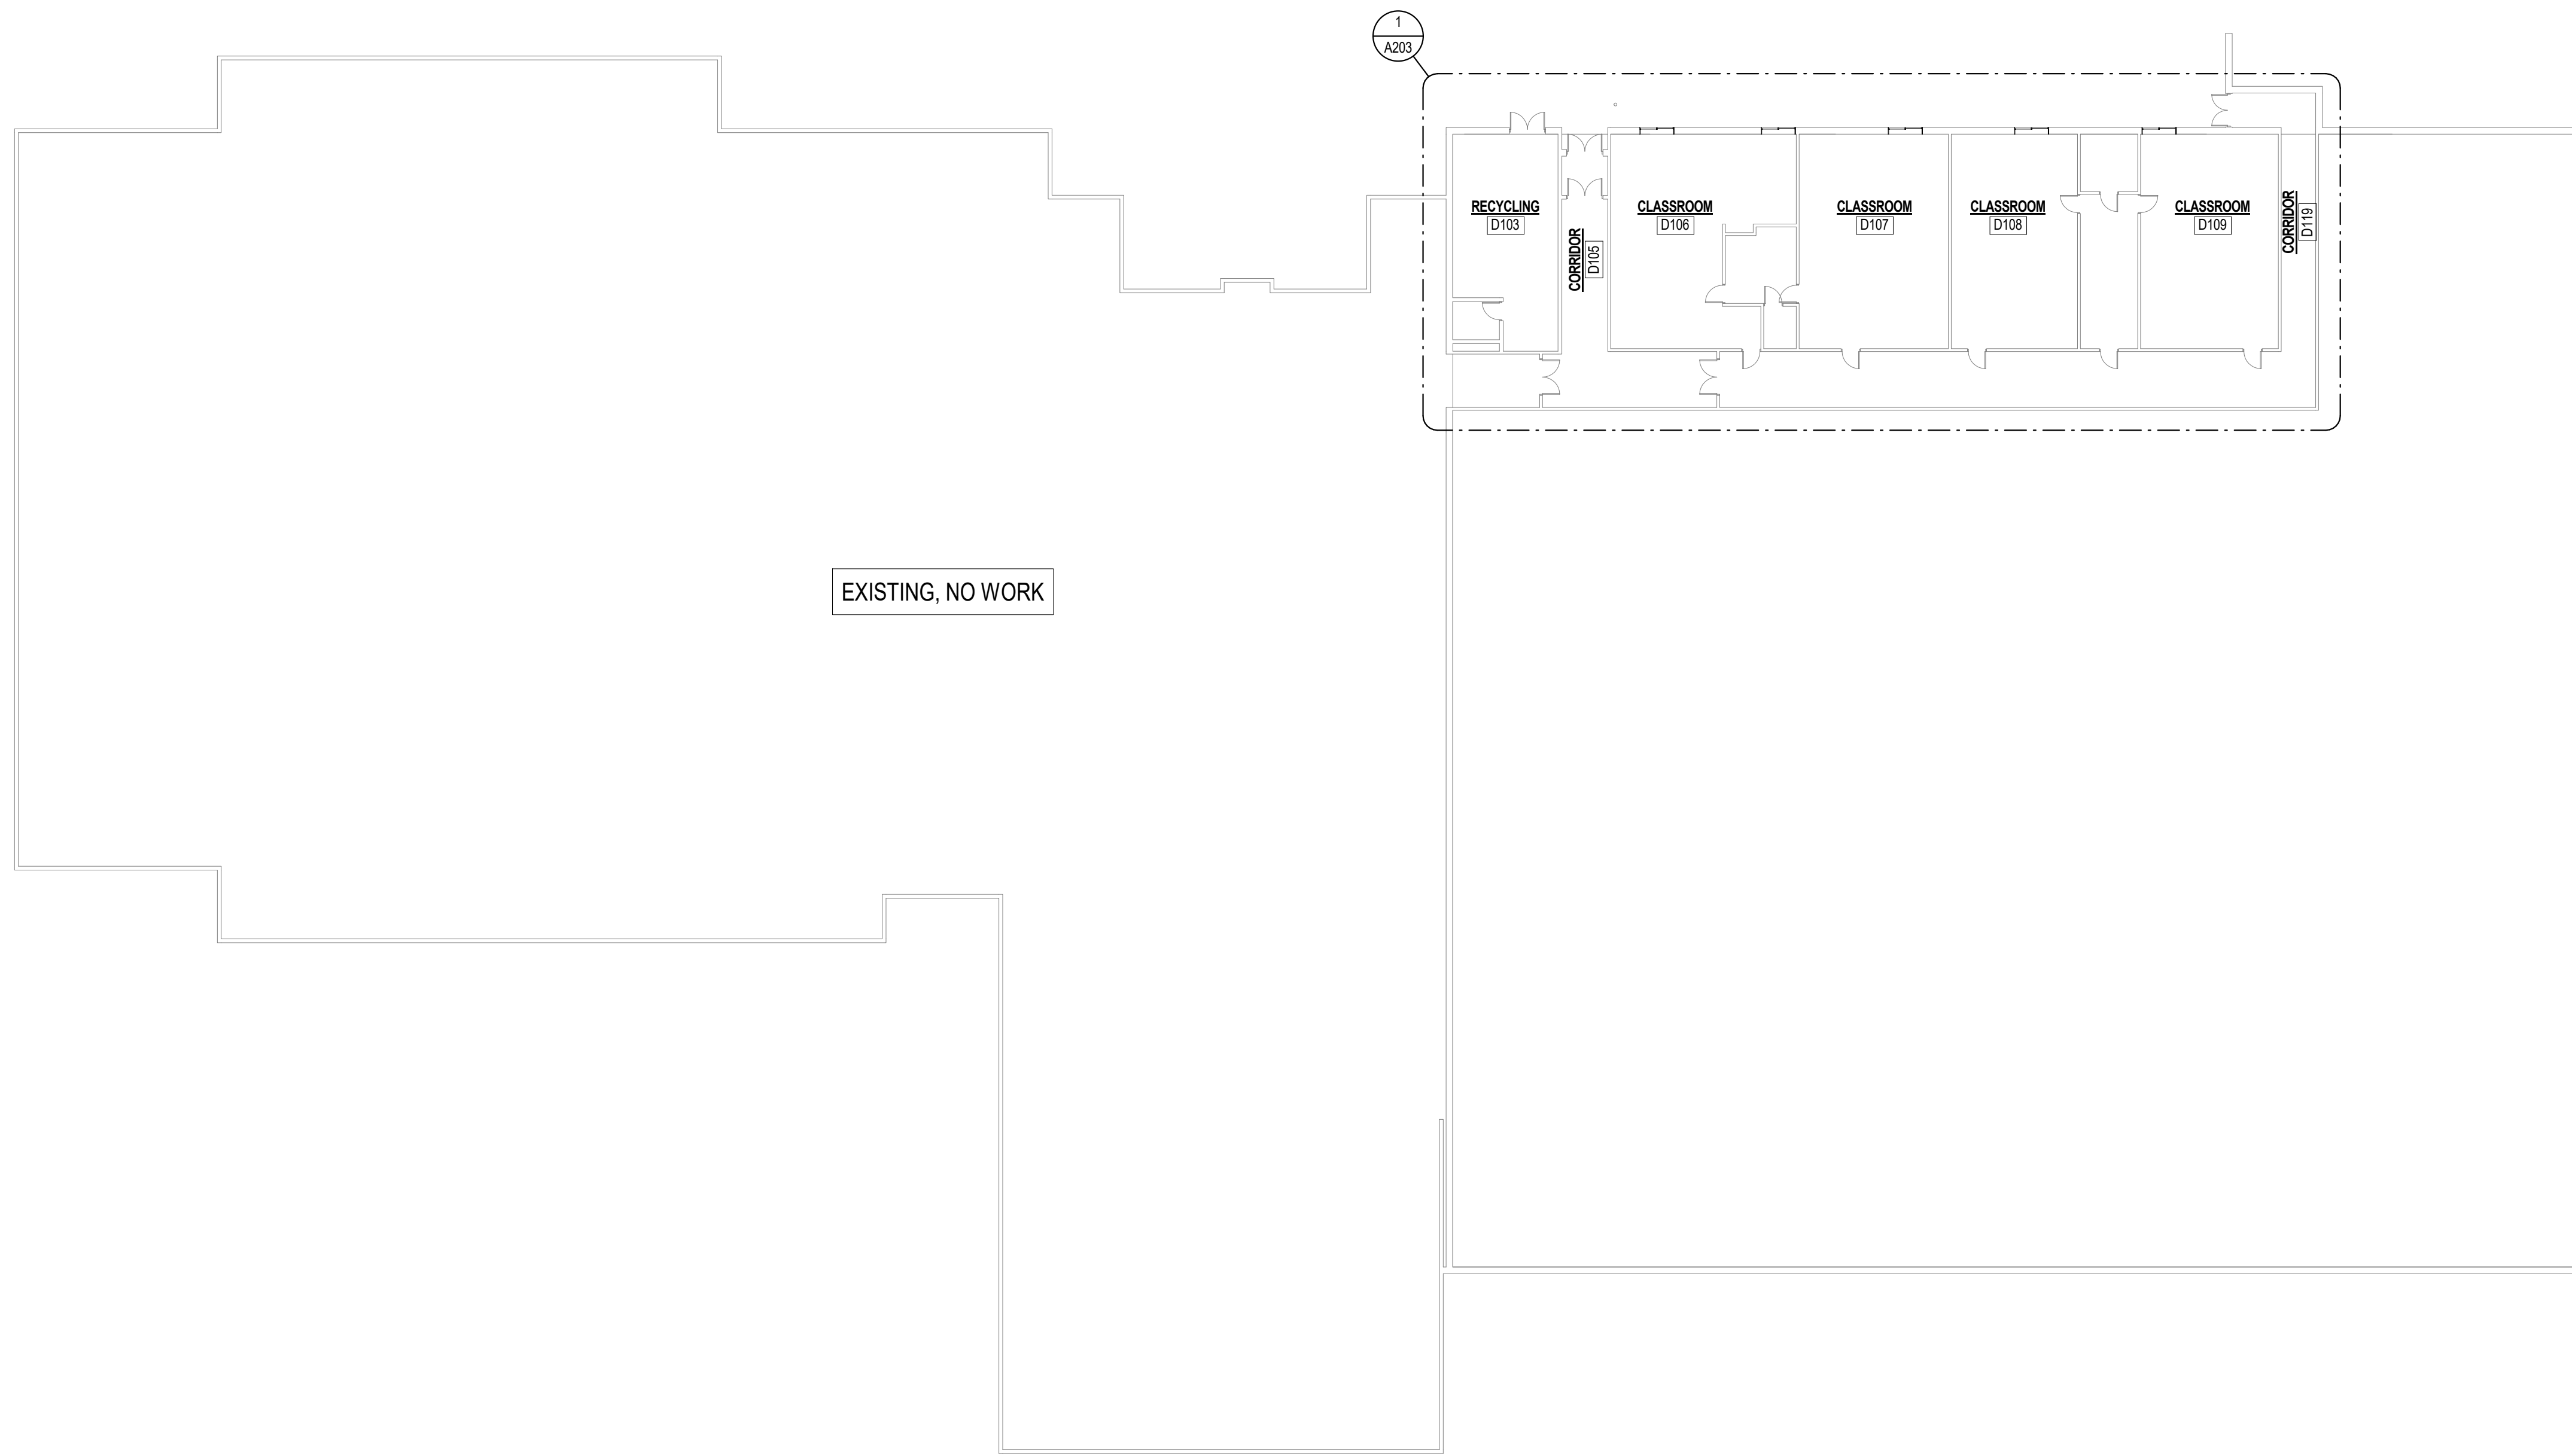 1
A203
RECYCLING
D103
CORRIDOR
D105
CLASSROOM
D106
CLASSROOM
D107
CLASSROOM
D108
CLASSROOM
D109
CORRIDOR
D119
EXISTING, NO WORK